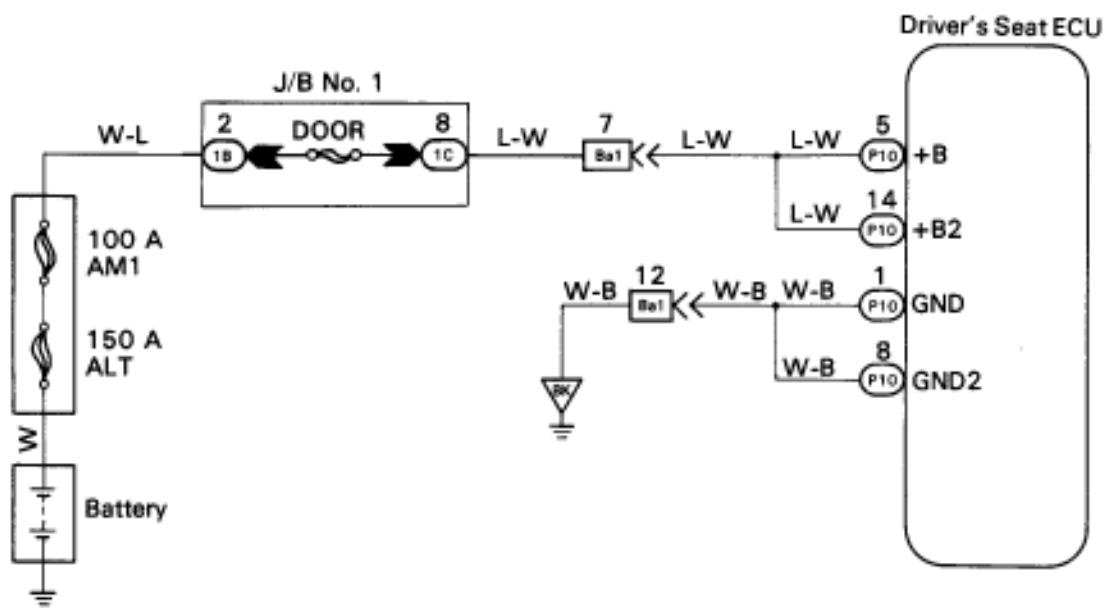 Driver's Seat ECU
J/B No. 1
W-L
2
DOOR
8
L-W
7
L-W
L-W
5
1B
1C
Ba1
P10
+B
14
L-W
P10
+B2
100 A
AM1
12
1
W-B
Ba1
W-B
W-B
P10
GND
150 A
ALT
8
W-B
P10
GND2
BK
W
Battery